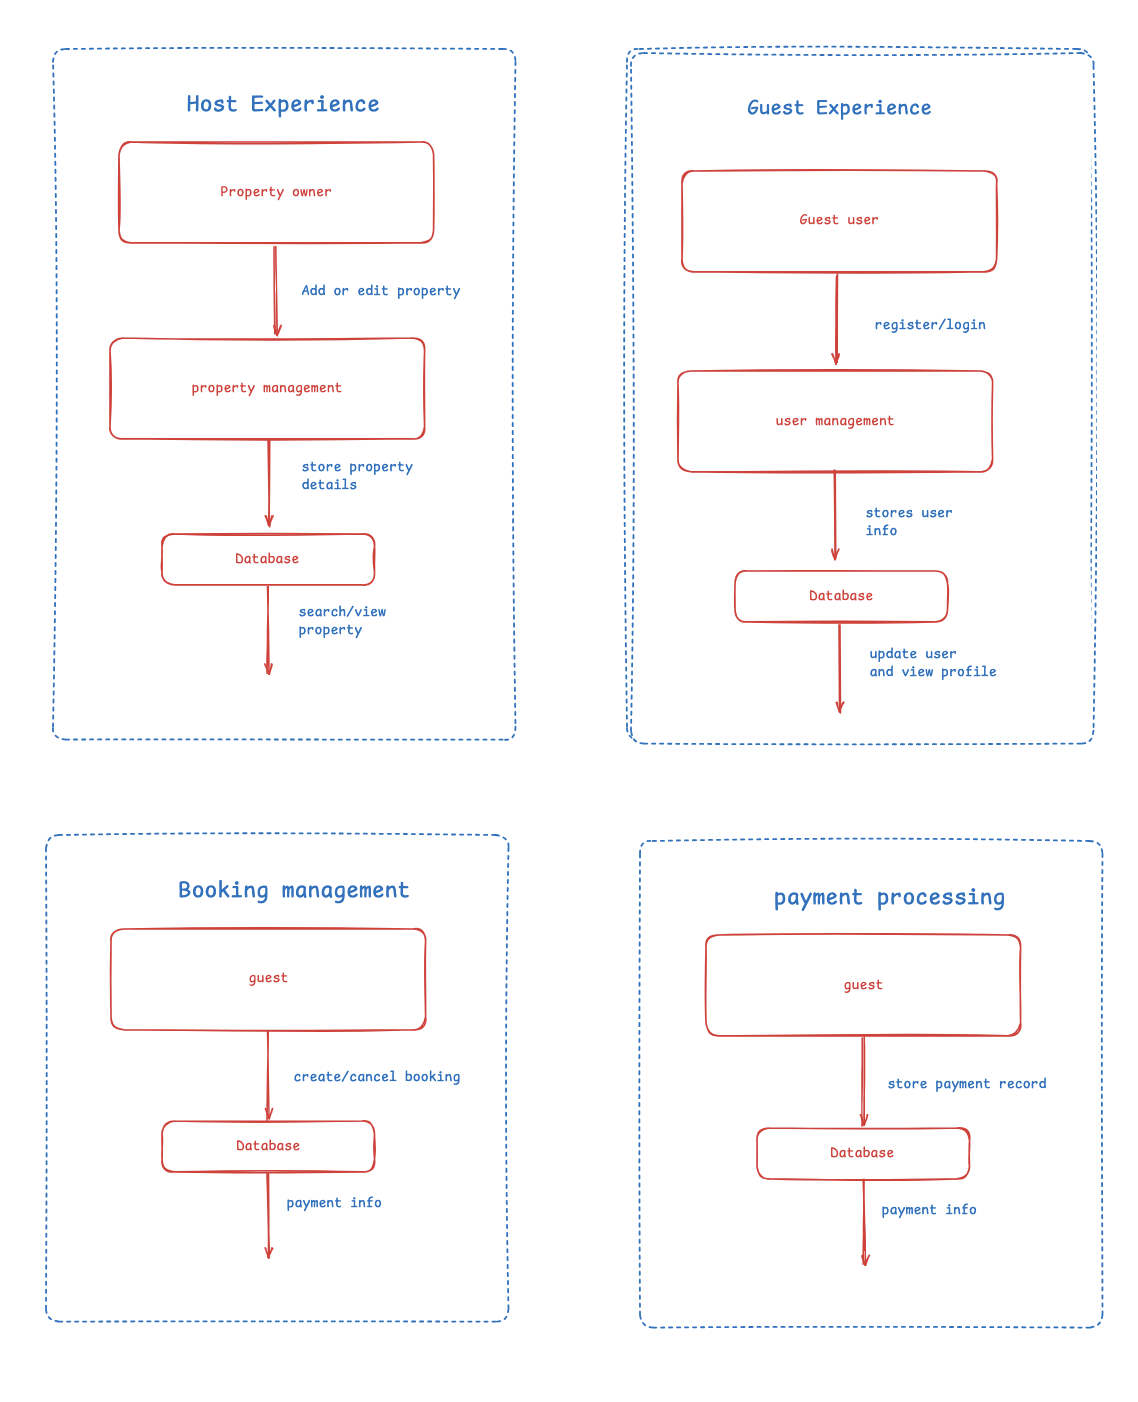 Host Experience
Property owner
Add or edit property
property management
store property
details
Database
search/view
property
Guest Experience
Guest user
register/login
user management
stores user
info
Database
update user
and view profile
Booking management
guest
create/cancel booking
Database
payment info
payment processing
guest
store payment record
Database
payment info